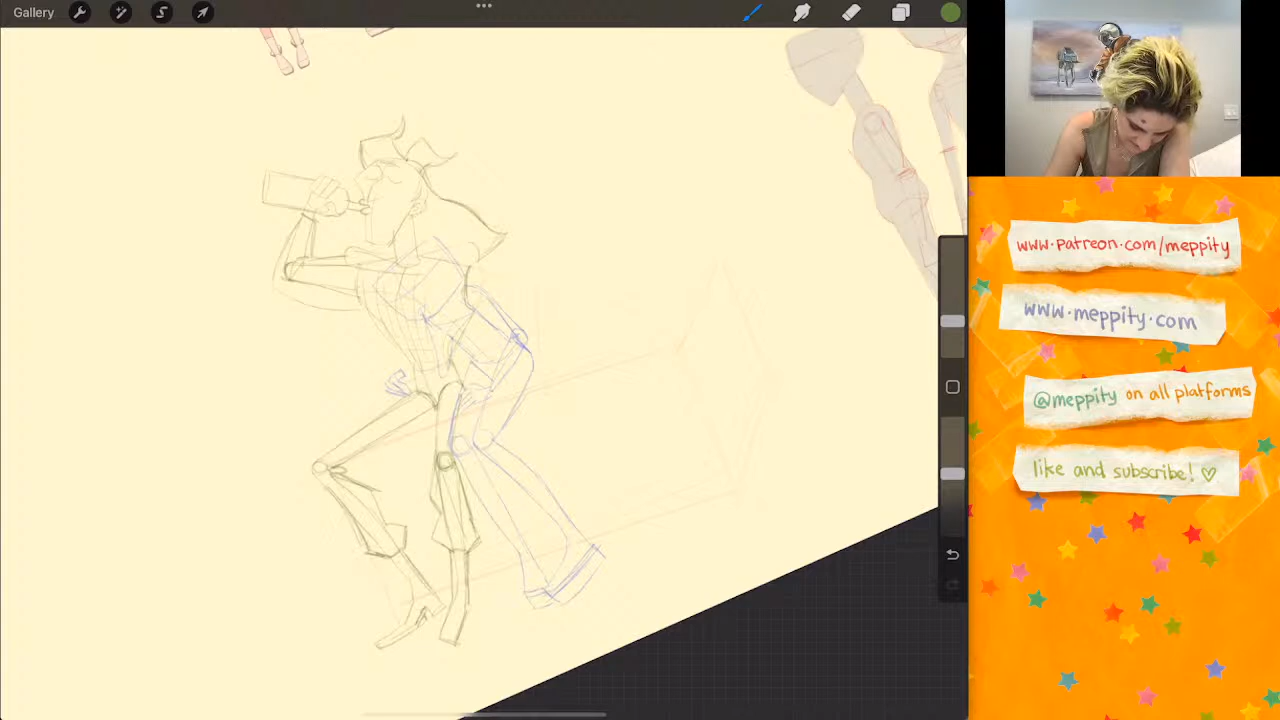 Gallery
www.patreon.com/meppity
www.meppity.com
@meppity on all platforms
like and subscribe! ♡